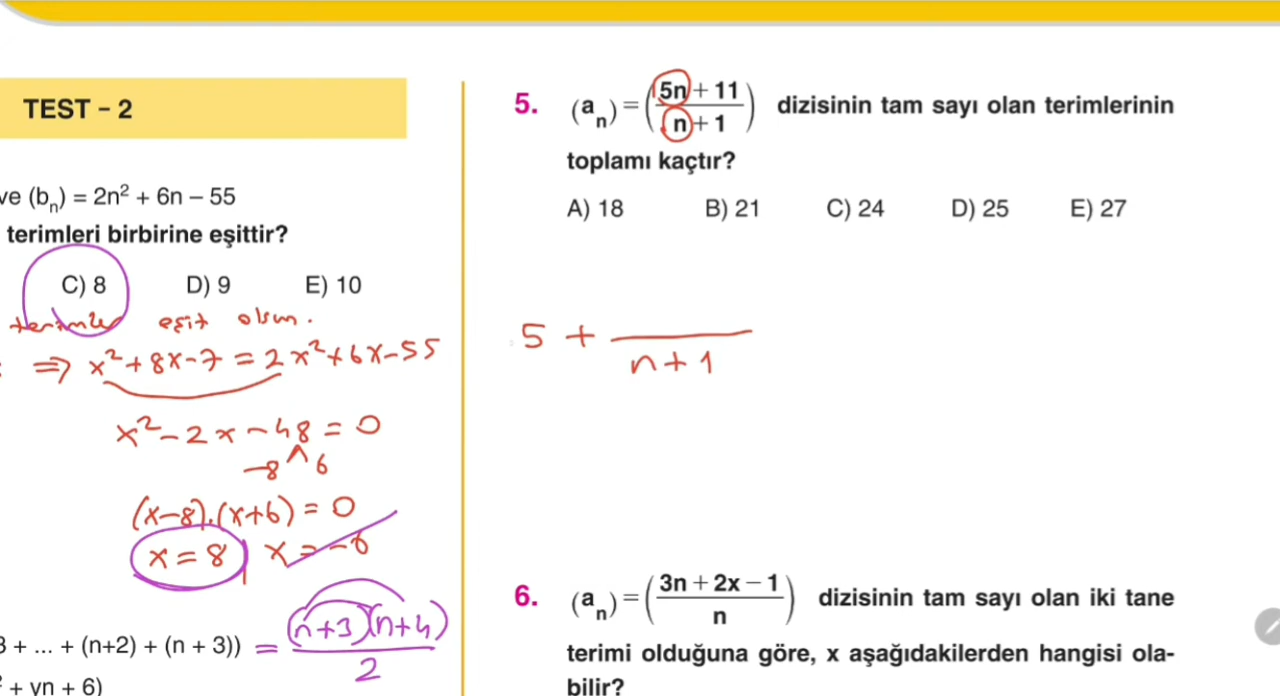 TEST – 2
ve (bₙ) = 2n² + 6n – 55
terimleri birbirine eşittir?
C) 8 D) 9 E) 10
terimler eşit olsun.
⇒ x²+8x-7 = 2x²+6x-55
x²-2x-48 = 0
-8 ^ 6
(x-8).(x+6) = 0
x = 8 x = -6
3 + ... + (n+2) + (n + 3)) = (n+3)(n+4)/2
² + yn + 6)
5. (aₙ) = (5n + 11 / n + 1) dizisinin tam sayı olan terimlerinin
toplamı kaçtır?
A) 18 B) 21 C) 24 D) 25 E) 27
5 + ― / n+1
6. (aₙ) = (3n + 2x – 1 / n) dizisinin tam sayı olan iki tane
terimi olduğuna göre, x aşağıdakilerden hangisi ola-
bilir?